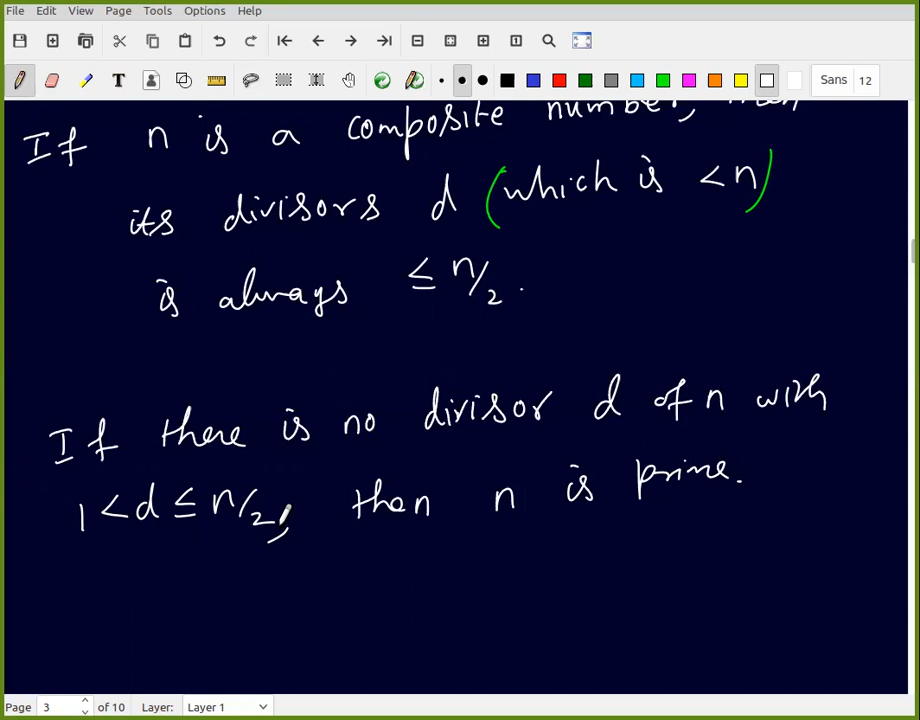 File Edit View Page Tools Options Help
T Sans 12
If n is a composite number, then
its divisors d (which is < n)
is always ≤ n/2 .
If there is no divisor d of n with
1 < d ≤ n/2, then n is prime.
Page 3 of 10 Layer: Layer 1